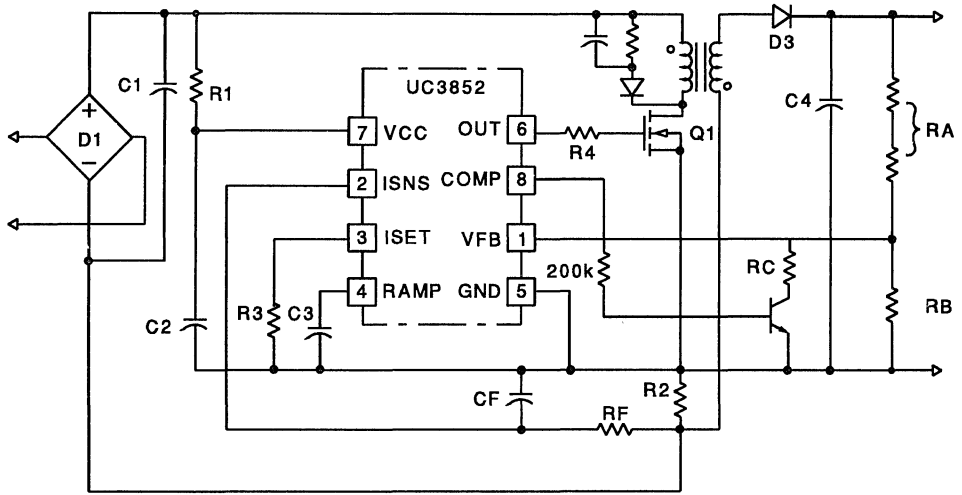 D3
C1
R1
UC3852
C4
+
D1
−
7 VCC
OUT 6
R4
Q1
RA
2 ISNS
COMP 8
3 ISET
VFB 1
200k
RC
4 RAMP
GND 5
R3
C3
RB
C2
CF
R2
RF